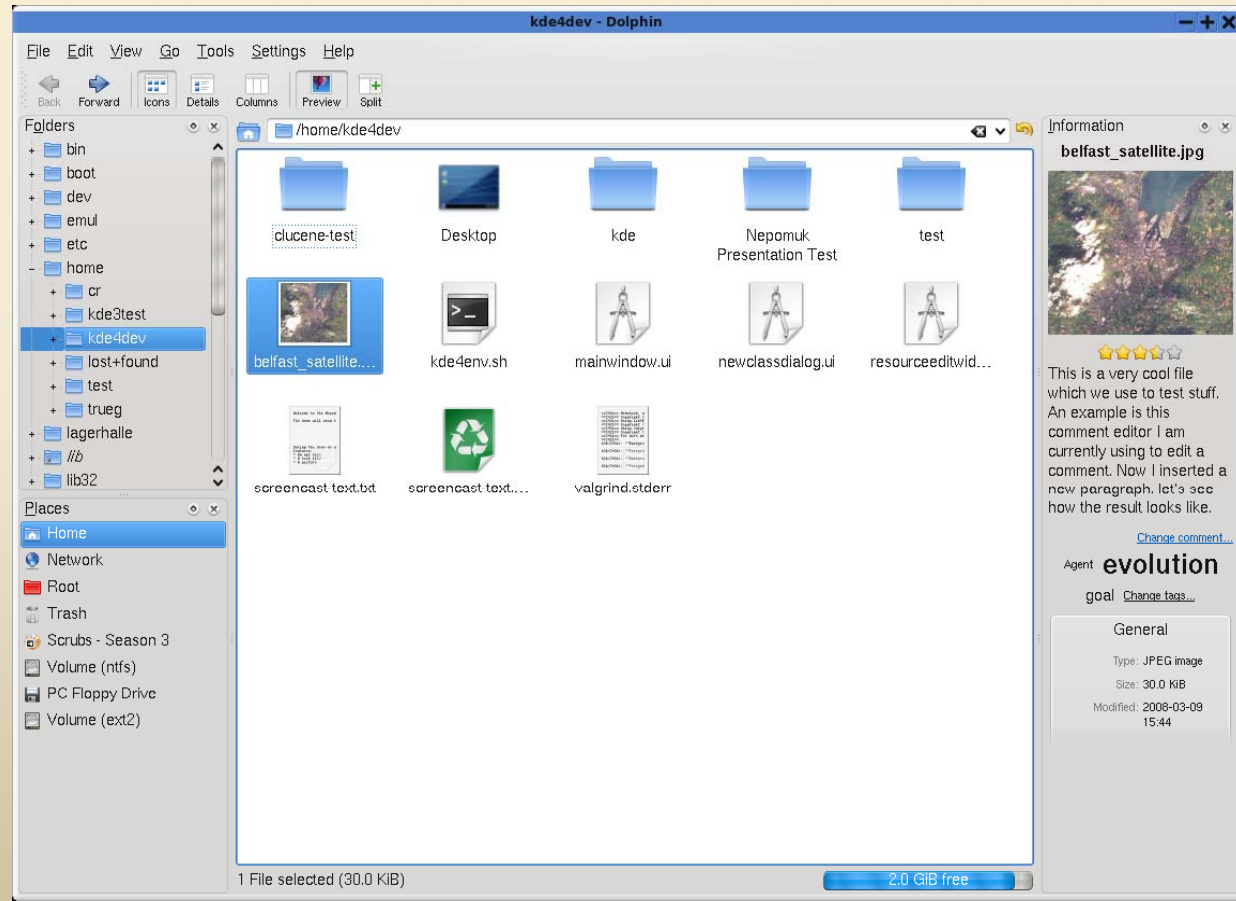 kde4dev - Dolphin
File Edit View Go Tools Settings Help
Back Forward Icons Details Columns Preview Split
Folders
bin
boot
dev
emul
etc
home
cr
kde3test
kde4dev
lost+found
test
trueg
lagerhalle
lib
lib32
Places
Home
Network
Root
Trash
Scrubs - Season 3
Volume (ntfs)
PC Floppy Drive
Volume (ext2)
/home/kde4dev
clucene-test
Desktop
kde
Nepomuk
Presentation Test
test
belfast_satellite....
kde4env.sh
mainwindow.ui
newclassdialog.ui
resourceeditwid...
screencast text.txt
screencast text....
valgrind.stderr
1 File selected (30.0 KiB)
2.0 GiB free
Information
belfast_satellite.jpg
This is a very cool file
which we use to test stuff.
An example is this
comment editor I am
currently using to edit a
comment. Now I inserted a
new paragraph. let's see
how the result looks like.
Change comment...
Agent evolution
goal Change tags...
General
Type: JPEG image
Size: 30.0 KiB
Modified: 2008-03-09
15:44